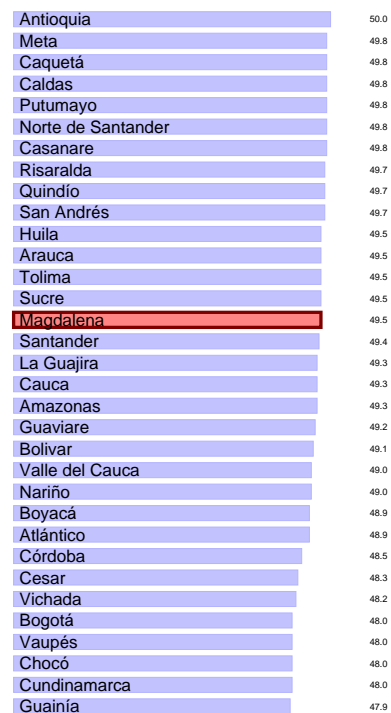 Antioquia 50.0
Meta 49.8
Caquetá 49.8
Caldas 49.8
Putumayo 49.8
Norte de Santander 49.8
Casanare 49.8
Risaralda 49.7
Quindío 49.7
San Andrés 49.7
Huila 49.5
Arauca 49.5
Tolima 49.5
Sucre 49.5
Magdalena 49.5
Santander 49.4
La Guajira 49.3
Cauca 49.3
Amazonas 49.3
Guaviare 49.2
Bolivar 49.1
Valle del Cauca 49.0
Nariño 49.0
Boyacá 48.9
Atlántico 48.9
Córdoba 48.5
Cesar 48.3
Vichada 48.2
Bogotá 48.0
Vaupés 48.0
Chocó 48.0
Cundinamarca 48.0
Guainía 47.9